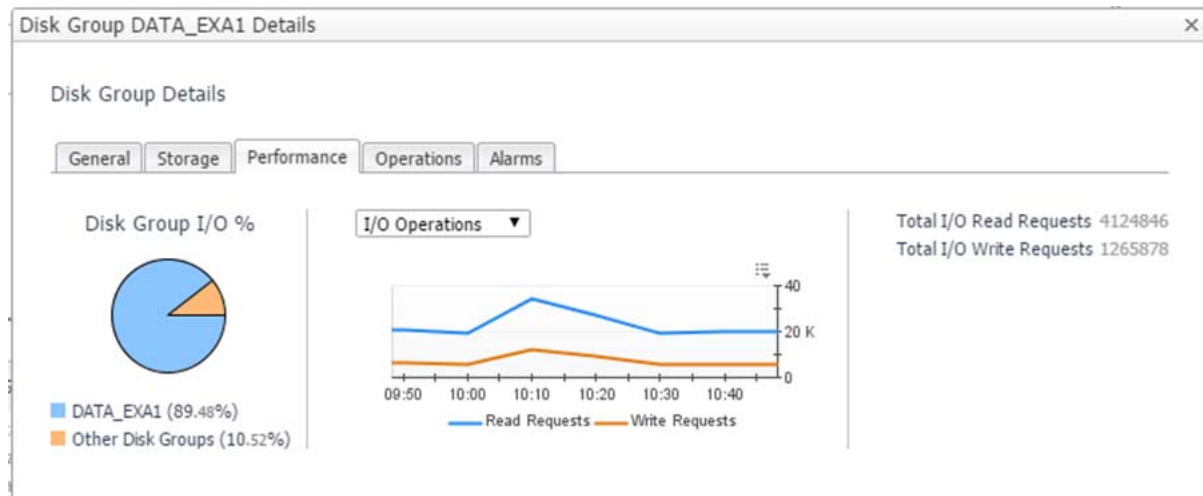 Disk Group DATA_EXA1 Details ×
Disk Group Details
General Storage Performance Operations Alarms
Disk Group I/O %
DATA_EXA1 (89.48%)
Other Disk Groups (10.52%)
I/O Operations ▼
40
20 K
0
09:50 10:00 10:10 10:20 10:30 10:40
Read Requests Write Requests
Total I/O Read Requests 4124846
Total I/O Write Requests 1265878